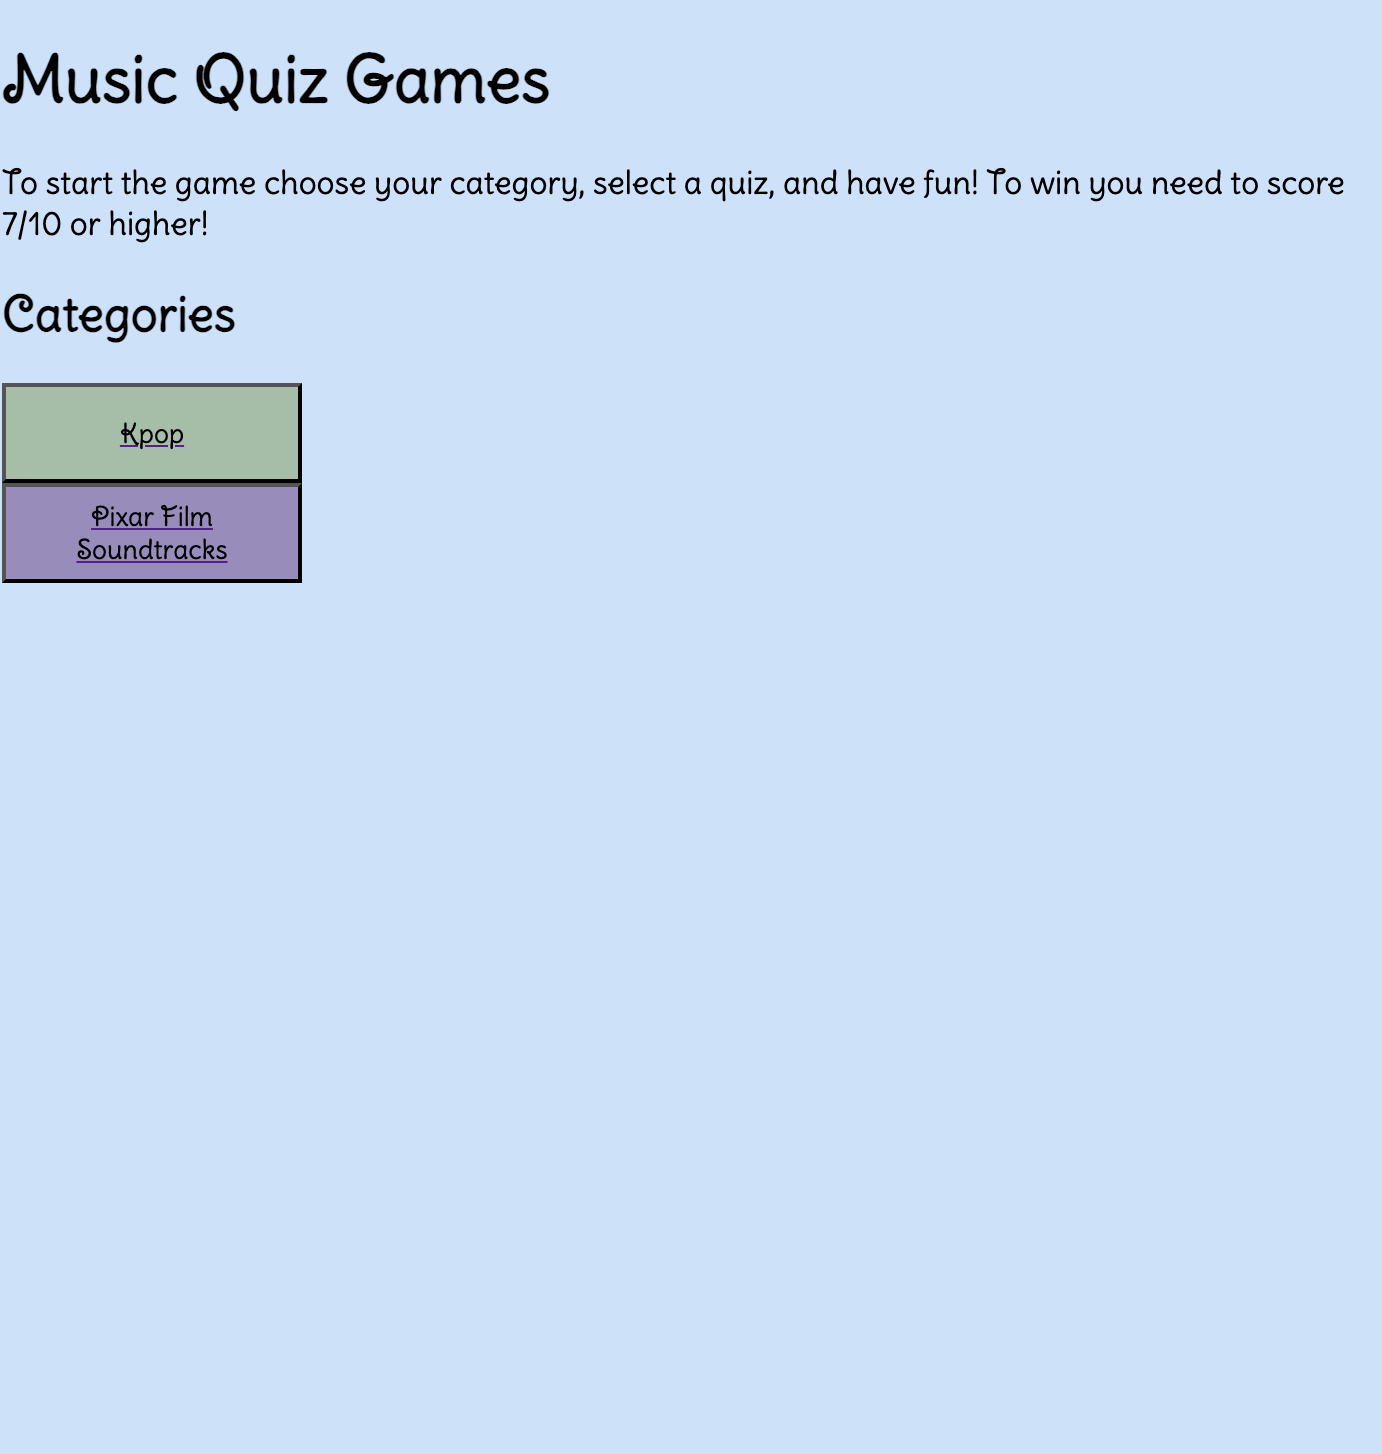 Music Quiz Games
To start the game choose your category, select a quiz, and have fun! To win you need to score
7/10 or higher!
Categories
Kpop
Pixar Film
Soundtracks